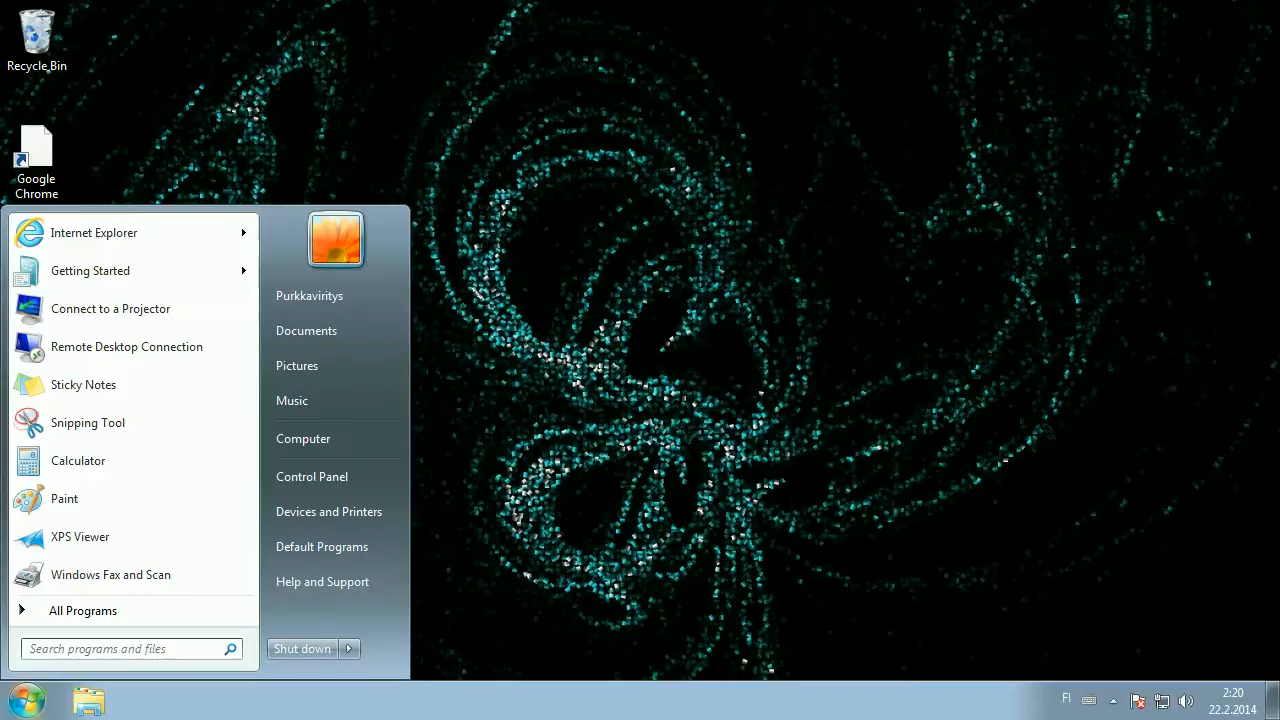 Recycle Bin
Google
Chrome
Internet Explorer
Getting Started
Connect to a Projector
Remote Desktop Connection
Sticky Notes
Snipping Tool
Calculator
Paint
XPS Viewer
Windows Fax and Scan
All Programs
Search programs and files
Purkkaviritys
Documents
Pictures
Music
Computer
Control Panel
Devices and Printers
Default Programs
Help and Support
Shut down
FI
2:20
22.2.2014